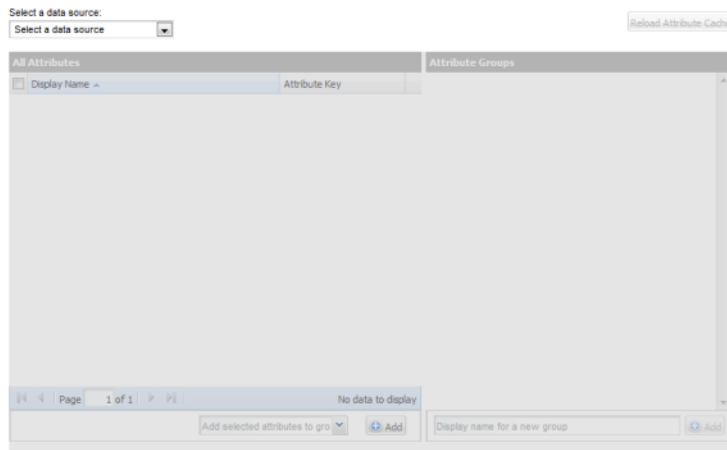 Select a data source:
Select a data source
Reload Attribute Cache
All Attributes
Attribute Groups
Display Name
Attribute Key
Page 1 of 1
No data to display
Add selected attributes to gro
Add
Display name for a new group
Add